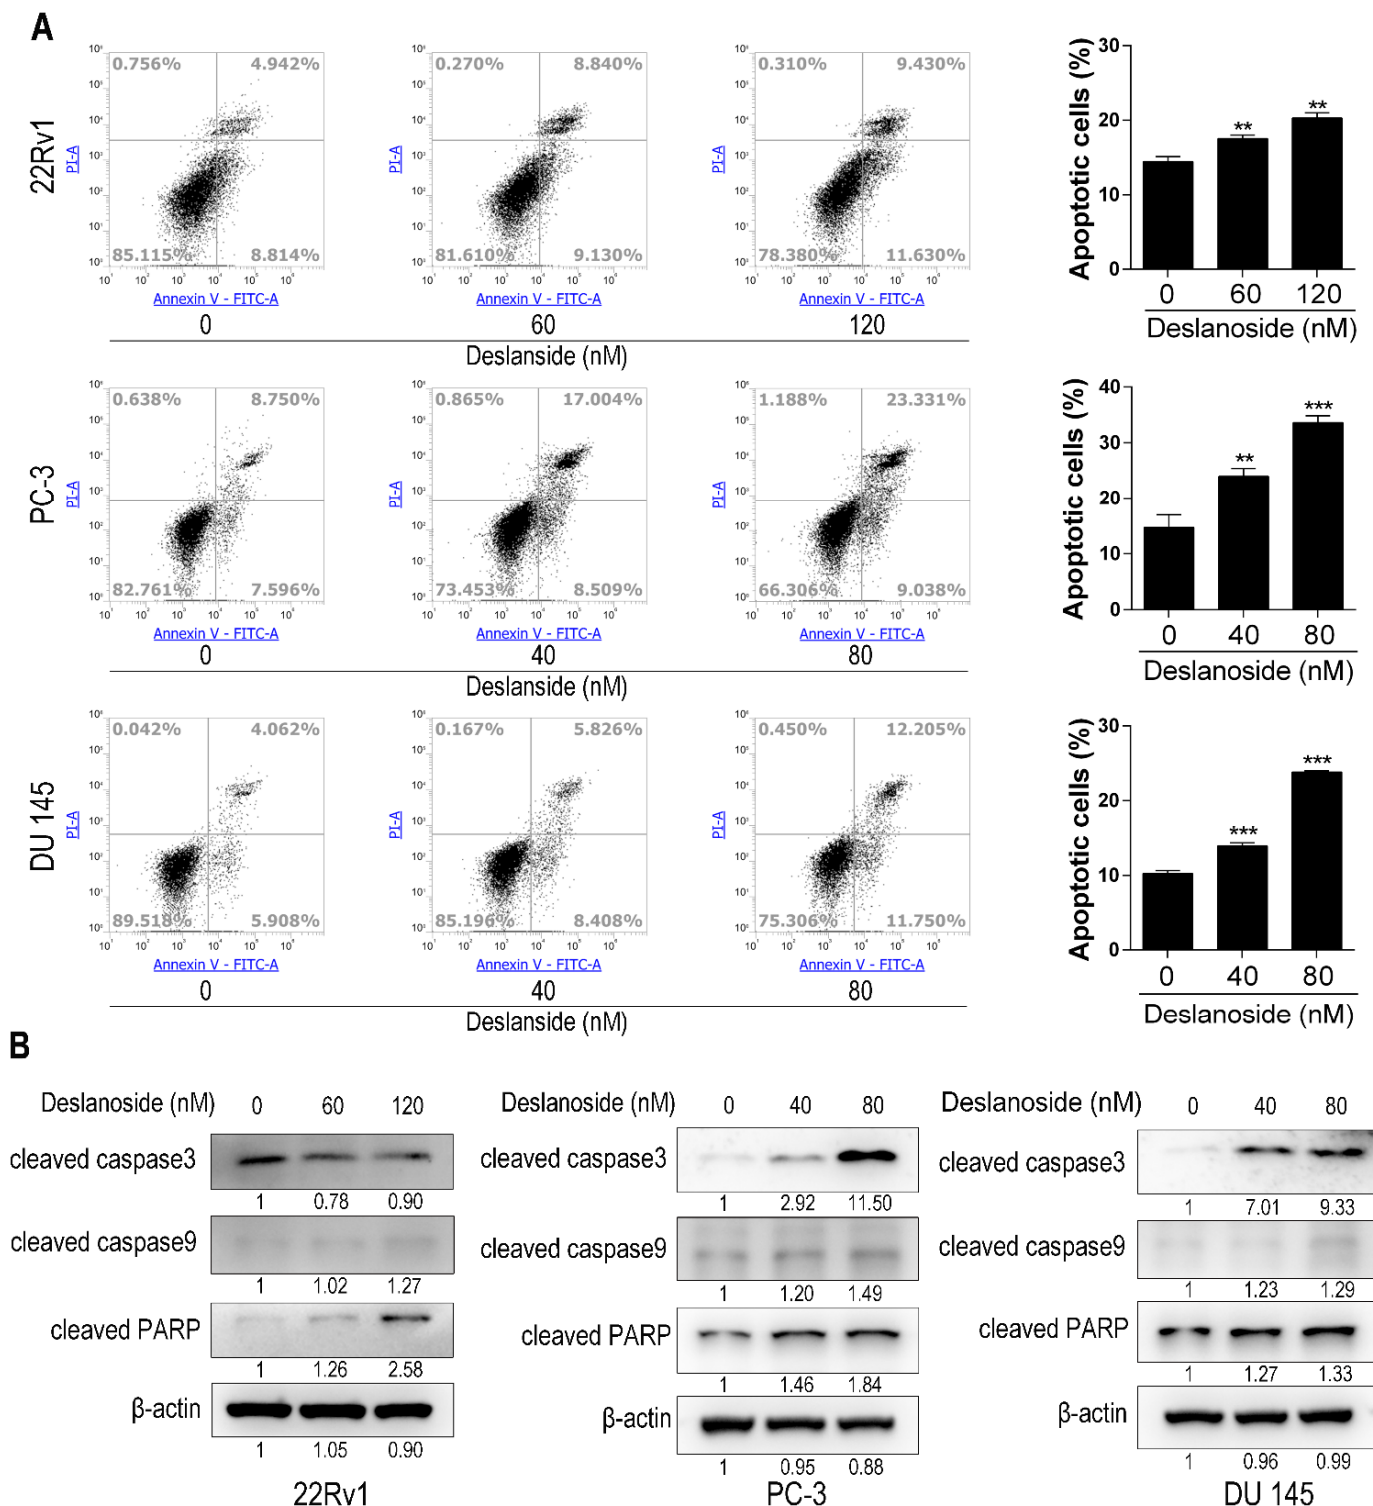 A
22Rv1
0.756% 4.942%
85.115% 8.814%
PI-A
Annexin V - FITC-A
0
0.270% 8.840%
81.610% 9.130%
PI-A
Annexin V - FITC-A
60
0.310% 9.430%
78.380% 11.630%
PI-A
Annexin V - FITC-A
120
Deslanside (nM)
Apoptotic cells (%)
30
20
10
0
** **
0 60 120
Deslanoside (nM)
PC-3
0.638% 8.750%
82.761% 7.596%
PI-A
Annexin V - FITC-A
0
0.865% 17.004%
73.453% 8.509%
PI-A
Annexin V - FITC-A
40
1.188% 23.331%
66.306% 9.038%
PI-A
Annexin V - FITC-A
80
Deslanside (nM)
Apoptotic cells (%)
40
30
20
10
0
** ***
0 40 80
Deslanoside (nM)
DU 145
0.042% 4.062%
89.518% 5.908%
PI-A
Annexin V - FITC-A
0
0.167% 5.826%
85.196% 8.408%
PI-A
Annexin V - FITC-A
40
0.450% 12.205%
75.306% 11.750%
PI-A
Annexin V - FITC-A
80
Deslanside (nM)
Apoptotic cells (%)
30
20
10
0
*** ***
0 40 80
Deslanoside (nM)
B
Deslanoside (nM) 0 60 120
cleaved caspase3
1 0.78 0.90
cleaved caspase9
1 1.02 1.27
cleaved PARP
1 1.26 2.58
β-actin
1 1.05 0.90
22Rv1
Deslanoside (nM) 0 40 80
cleaved caspase3
1 2.92 11.50
cleaved caspase9
1 1.20 1.49
cleaved PARP
1 1.46 1.84
β-actin
1 0.95 0.88
PC-3
Deslanoside (nM) 0 40 80
cleaved caspase3
1 7.01 9.33
cleaved caspase9
1 1.23 1.29
cleaved PARP
1 1.27 1.33
β-actin
1 0.96 0.99
DU 145